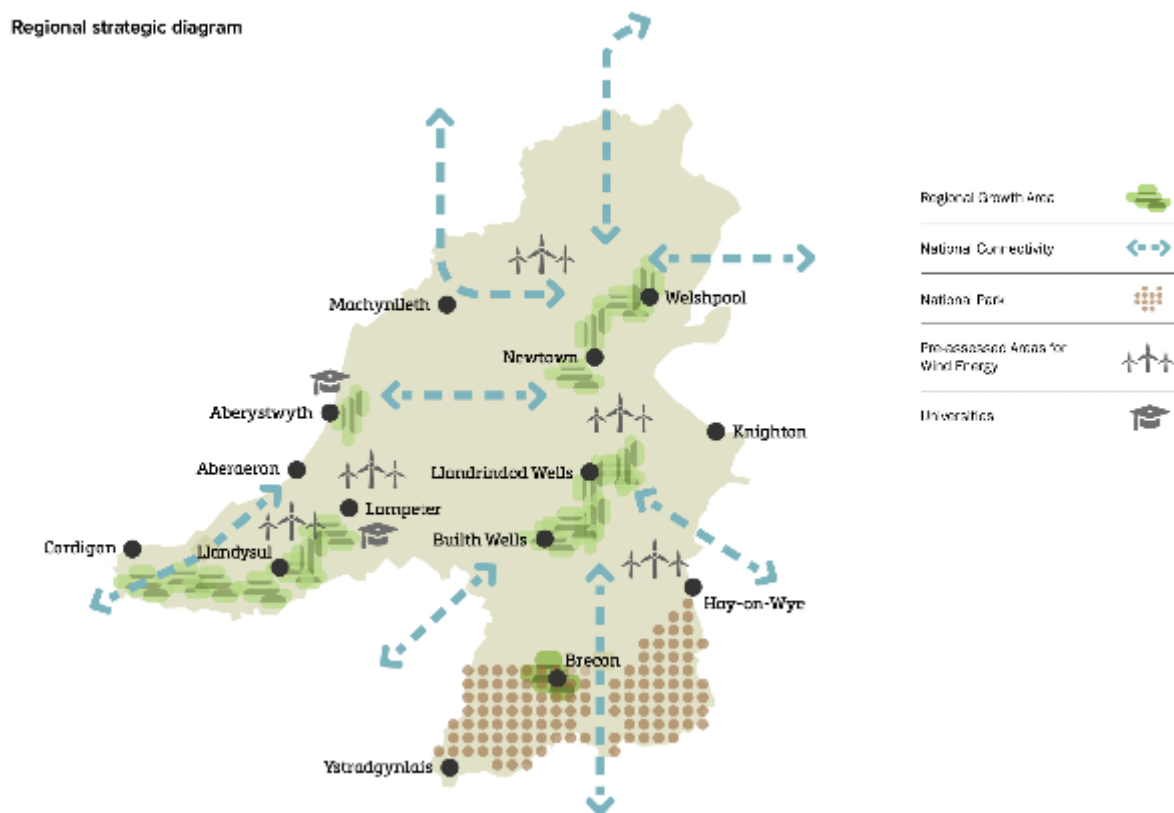 Regional strategic diagram
Regional Growth Area
National Connectivity
National Park
Pre-assessed Areas for
Wind Energy
Universities
Machynlleth
Welshpool
Newtown
Aberystwyth
Knighton
Aberaeron
Llandrindod Wells
Lampeter
Cardigan
Llandysul
Builth Wells
Hay-on-Wye
Brecon
Ystradgynlais